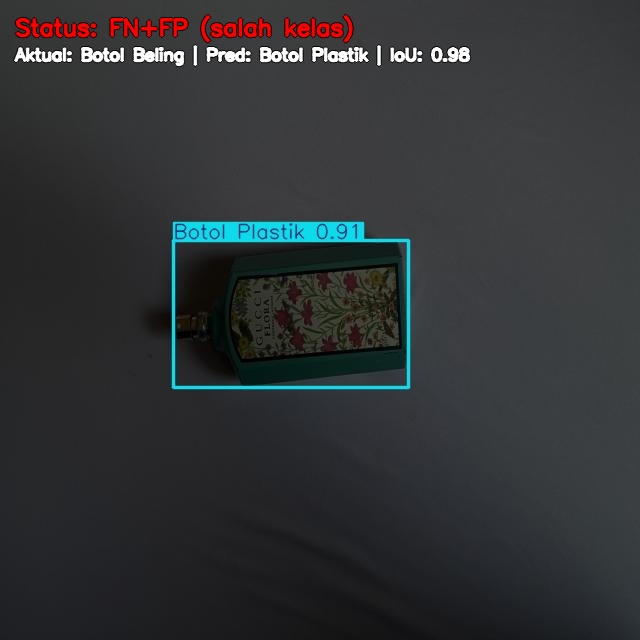 Status: FN+FP (salah kelas)
Aktual: Botol Beling | Pred: Botol Plastik | IoU: 0.98
Botol Plastik 0.91
GUCCI
FLORA